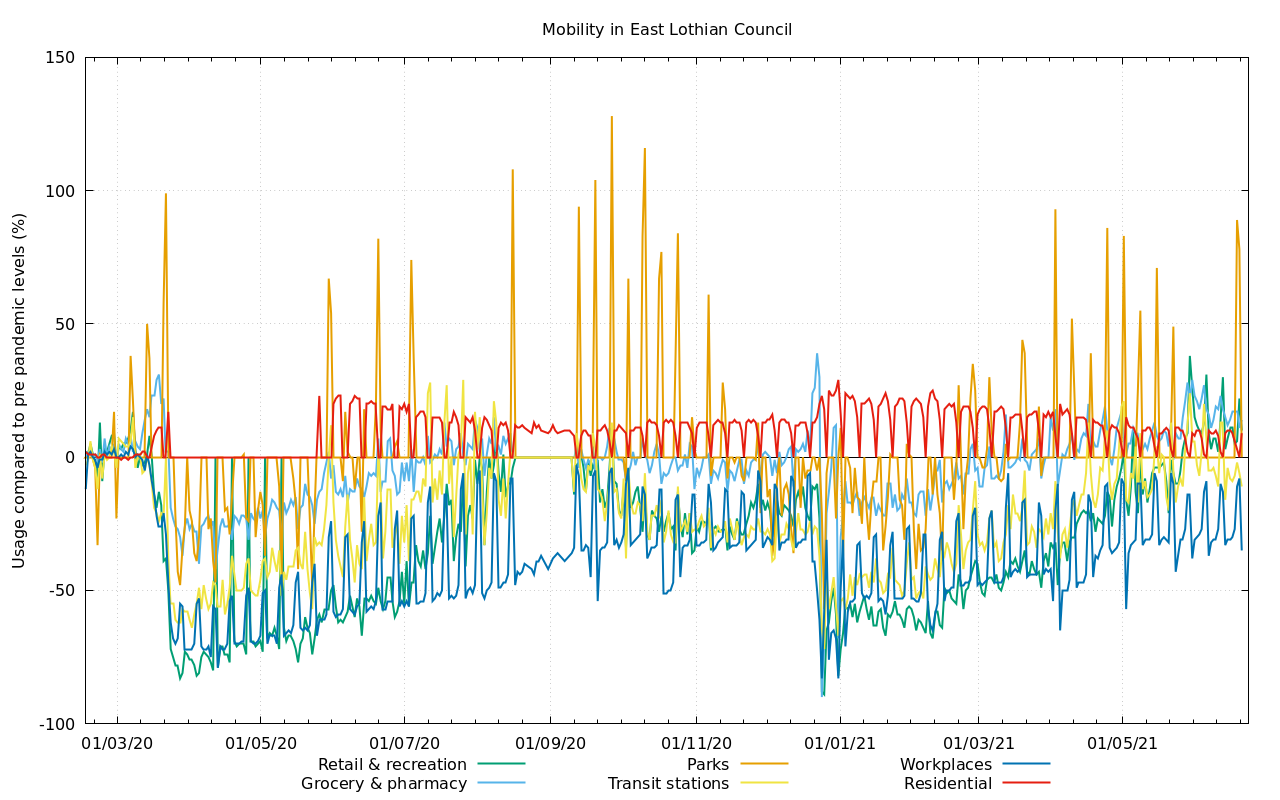 Mobility in East Lothian Council
Usage compared to pre pandemic levels (%)
150
100
50
0
-50
-100
01/03/20 01/05/20 01/07/20 01/09/20 01/11/20 01/01/21 01/03/21 01/05/21
Retail & recreation Parks Workplaces
Grocery & pharmacy Transit stations Residential